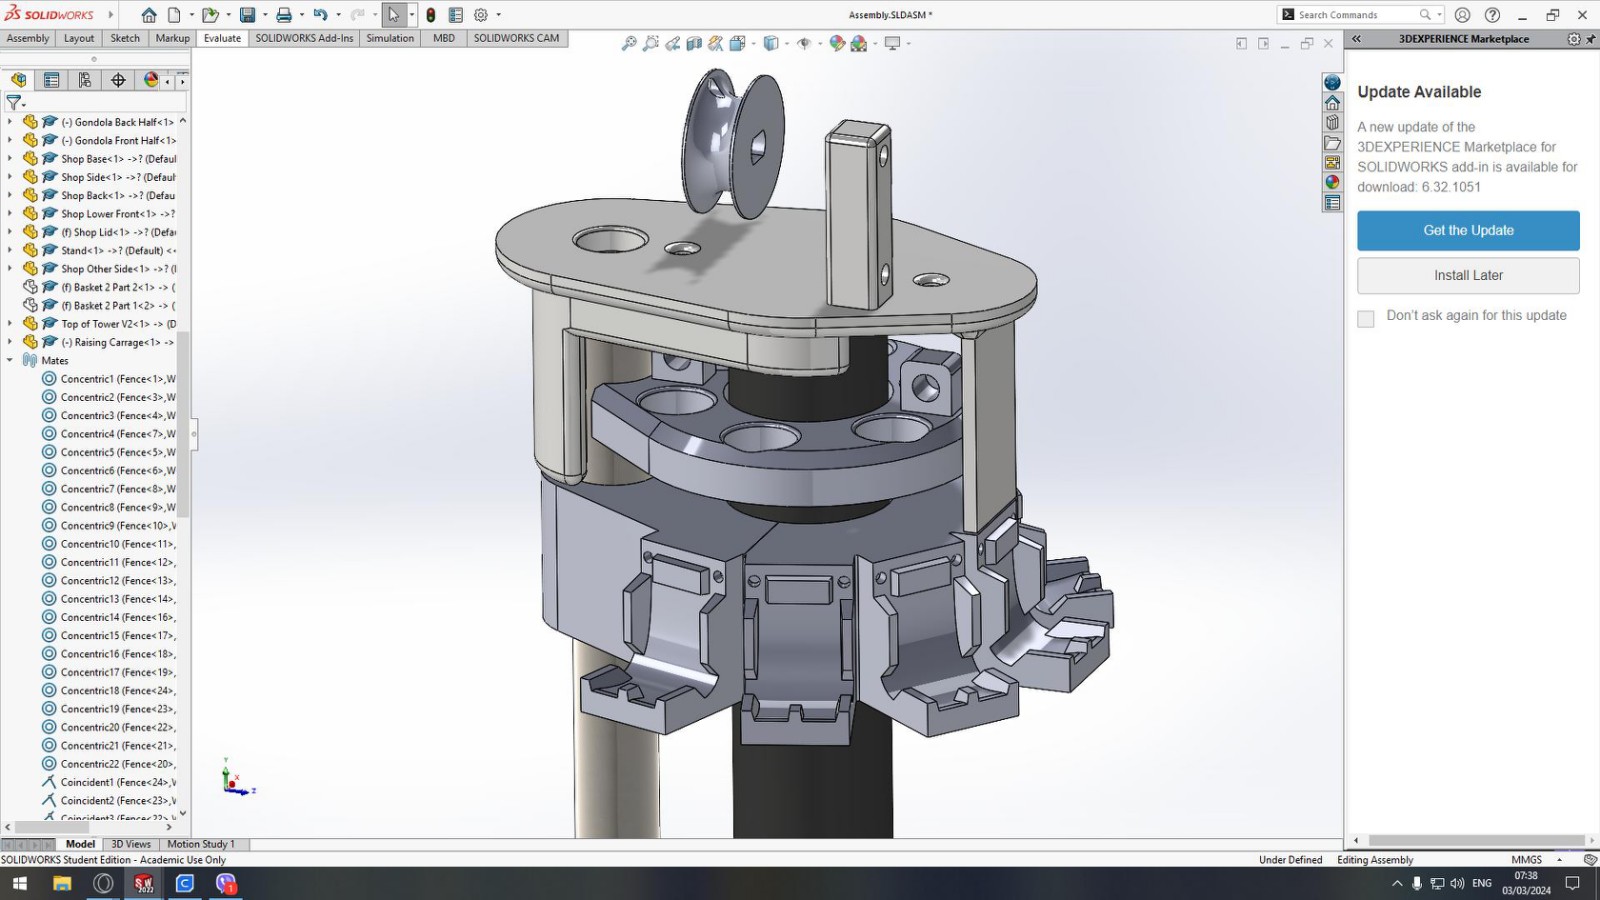 SOLIDWORKS
Assembly.SLDASM *
Search Commands
Assembly
Layout
Sketch
Markup
Evaluate
SOLIDWORKS Add-Ins
Simulation
MBD
SOLIDWORKS CAM
3DEXPERIENCE Marketplace
(-) Gondola Back Half<1>
(-) Gondola Front Half<1>
Shop Base<1> ->? (Defaul
Shop Side<1> ->? (Default
Shop Back<1> ->? (Defau
Shop Lower Front<1> ->?
(f) Shop Lid<1> ->? (Defa
Stand<1> ->? (Default) <
Shop Other Side<1> ->? (
(f) Basket 2 Part 2<1> -> (
(f) Basket 2 Part 1<2> -> (
Top of Tower V2<1> -> (D
(-) Raising Carrage<1> ->
Mates
Concentric1 (Fence<1>,W
Concentric2 (Fence<3>,W
Concentric3 (Fence<4>,W
Concentric4 (Fence<7>,W
Concentric5 (Fence<5>,W
Concentric6 (Fence<6>,W
Concentric7 (Fence<8>,W
Concentric8 (Fence<9>,W
Concentric9 (Fence<10>,
Concentric10 (Fence<11>,
Concentric11 (Fence<12>,
Concentric12 (Fence<13>,
Concentric13 (Fence<14>,
Concentric14 (Fence<16>,
Concentric15 (Fence<17>,
Concentric16 (Fence<18>,
Concentric17 (Fence<19>,
Concentric18 (Fence<24>,
Concentric19 (Fence<23>,
Concentric20 (Fence<22>,
Concentric21 (Fence<21>,
Concentric22 (Fence<20>,
Coincident1 (Fence<24>,
Coincident2 (Fence<23>,
Coincident3 (Fence<22>,
Y
X
Z
Update Available
A new update of the
3DEXPERIENCE Marketplace for
SOLIDWORKS add-in is available for
download: 6.32.1051
Get the Update
Install Later
Don't ask again for this update
Model
3D Views
Motion Study 1
SOLIDWORKS Student Edition - Academic Use Only
Under Defined
Editing Assembly
MMGS
SW
2022
1
ENG
07:38
03/03/2024